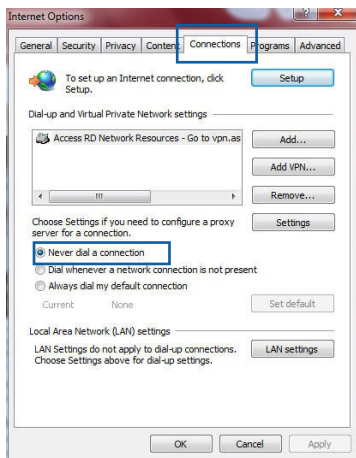 Internet Options
General Security Privacy Content Connections Programs Advanced
To set up an Internet connection, click
Setup.
Setup
Dial-up and Virtual Private Network settings
Access RD Network Resources - Go to vpn.as
Add...
Add VPN...
Remove...
Choose Settings if you need to configure a proxy
server for a connection.
Settings
Never dial a connection
Dial whenever a network connection is not present
Always dial my default connection
Current None
Set default
Local Area Network (LAN) settings
LAN Settings do not apply to dial-up connections.
Choose Settings above for dial-up settings.
LAN settings
OK Cancel Apply